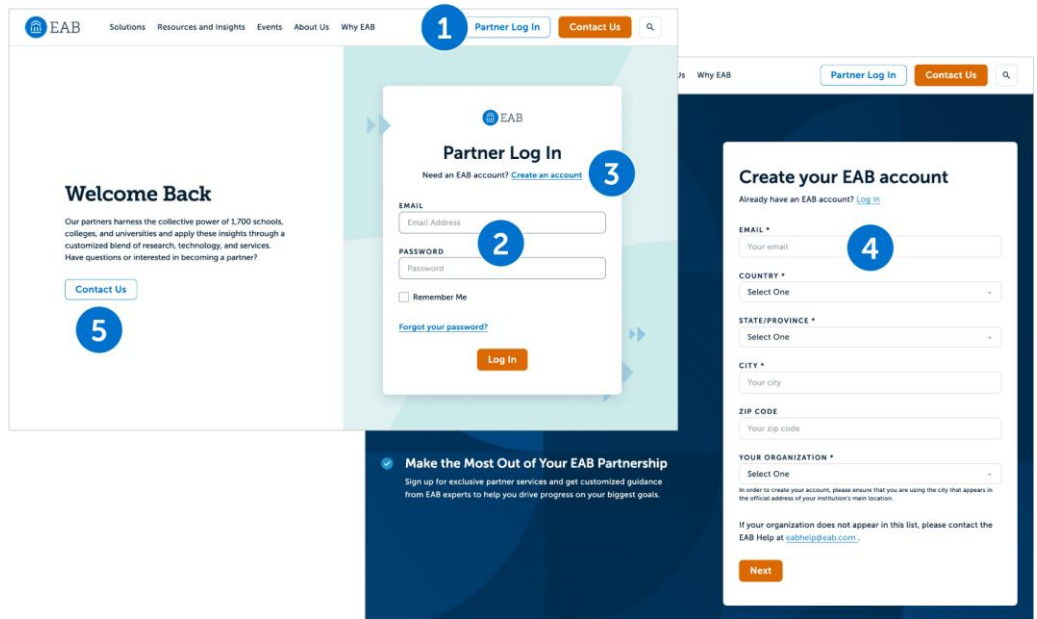 EAB
Solutions Resources and Insights Events About Us Why EAB
1
Partner Log In
Contact Us
Welcome Back
Our partners harness the collective power of 1,700 schools,
colleges, and universities and apply these insights through a
customized blend of research, technology, and services.
Have questions or interested in becoming a partner?
Contact Us
5
EAB
Partner Log In
Need an EAB account? Create an account
3
EMAIL
Email Address
2
PASSWORD
Password
Remember Me
Forgot your password?
Log In
Us Why EAB
Partner Log In
Contact Us
Make the Most Out of Your EAB Partnership
Sign up for exclusive partner services and get customized guidance
from EAB experts to help you drive progress on your biggest goals.
Create your EAB account
Already have an EAB account? Log In
EMAIL *
Your email
4
COUNTRY *
Select One
STATE/PROVINCE *
Select One
CITY *
Your city
ZIP CODE
Your zip code
YOUR ORGANIZATION *
Select One
In order to create your account, please ensure that you are using the city that appears in
the official address of your institution's main location.
If your organization does not appear in this list, please contact the
EAB Help at eabhelp@eab.com .
Next